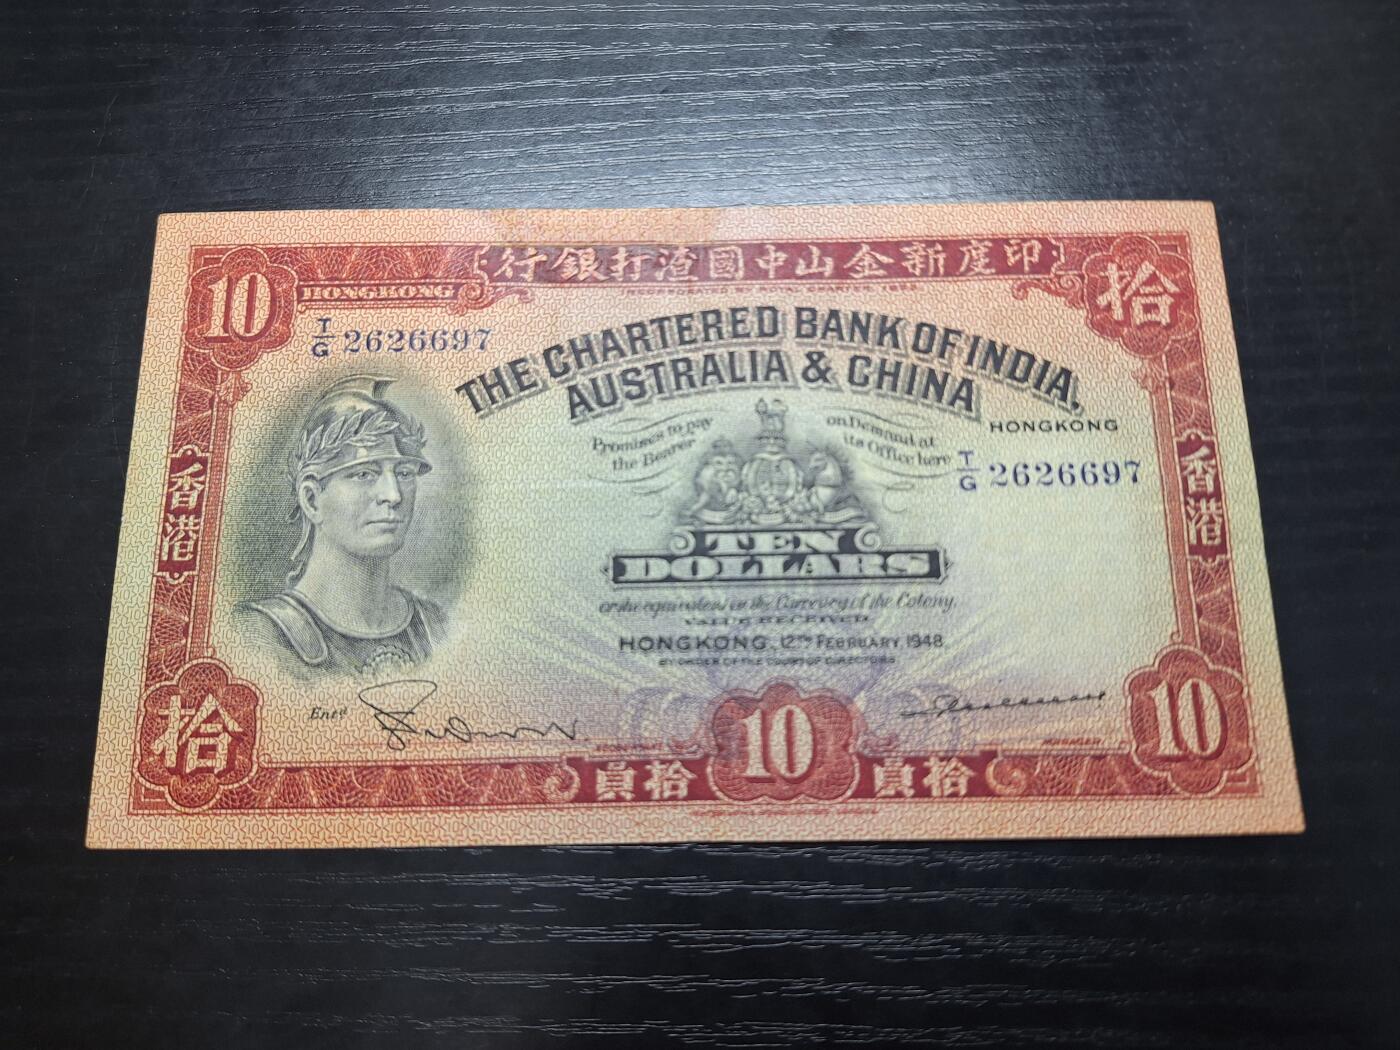 行銀打渣國中山金新度印
10
HONGKONG
拾
T/G 2626697
THE CHARTERED BANK OF INDIA,
AUSTRALIA & CHINA
HONGKONG
Promises to pay
the Bearer
on Demand at
its Office here
T/G 2626697
香港
香港
TEN
DOLLARS
or the equivalent in the Currency of the Colony,
VALUE RECEIVED
HONGKONG, 12TH FEBRUARY, 1948.
BY ORDER OF THE COURT OF DIRECTORS
Entd
MANAGER
拾
員拾
10
員拾
10